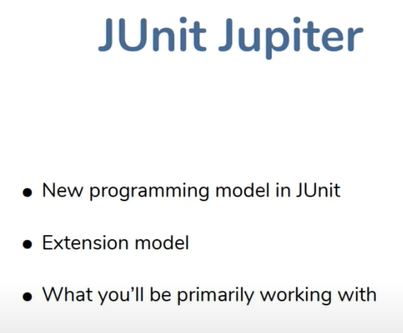 JUnit Jupiter
● New programming model in JUnit
● Extension model
● What you'll be primarily working with